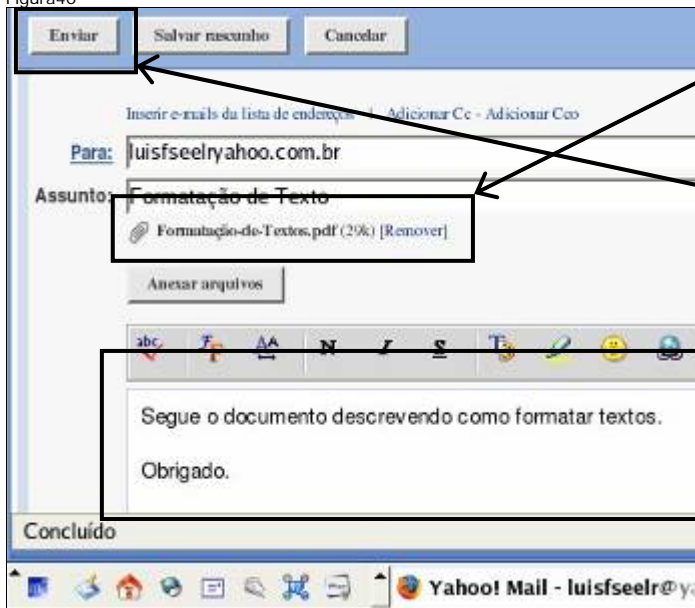 Figura40
Enviar Salvar rascunho Cancelar
Inserir e-mails da lista de endereços Adicionar Cc - Adicionar Cco
Para: luisfseelryahoo.com.br
Assunto: Formatação de Texto
Formatação-de-Textos.pdf (29k) [Remover]
Anexar arquivos
abc N I S
Segue o documento descrevendo como formatar textos.
Obrigado.
Concluído
Yahoo! Mail - luisfseelr@y